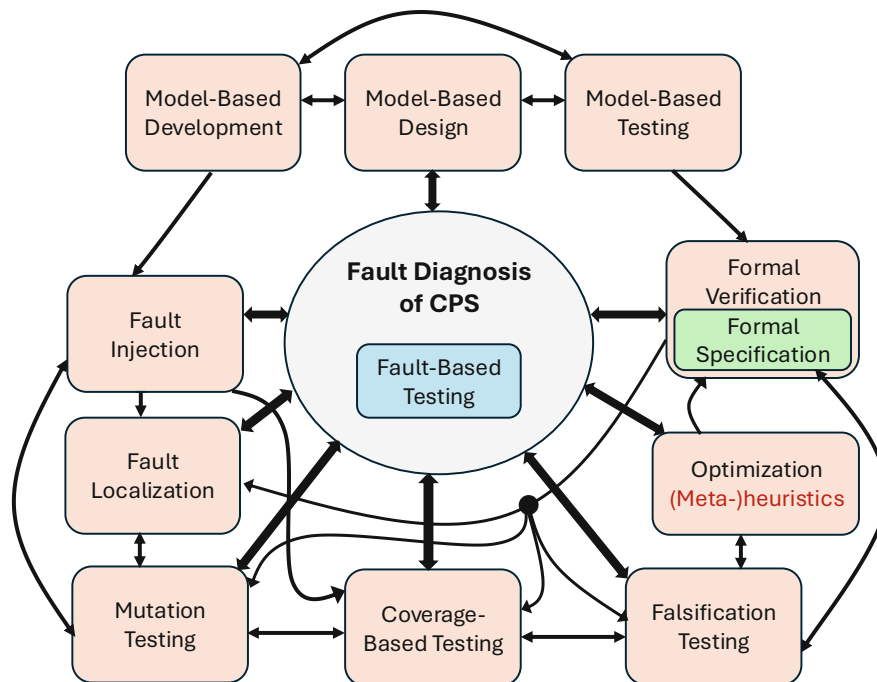 Model-Based
Development
Model-Based
Design
Model-Based
Testing
Fault Diagnosis
of CPS
Fault-Based
Testing
Formal
Verification
Formal
Specification
Fault
Injection
Fault
Localization
Optimization
(Meta-)heuristics
Mutation
Testing
Coverage-
Based Testing
Falsification
Testing